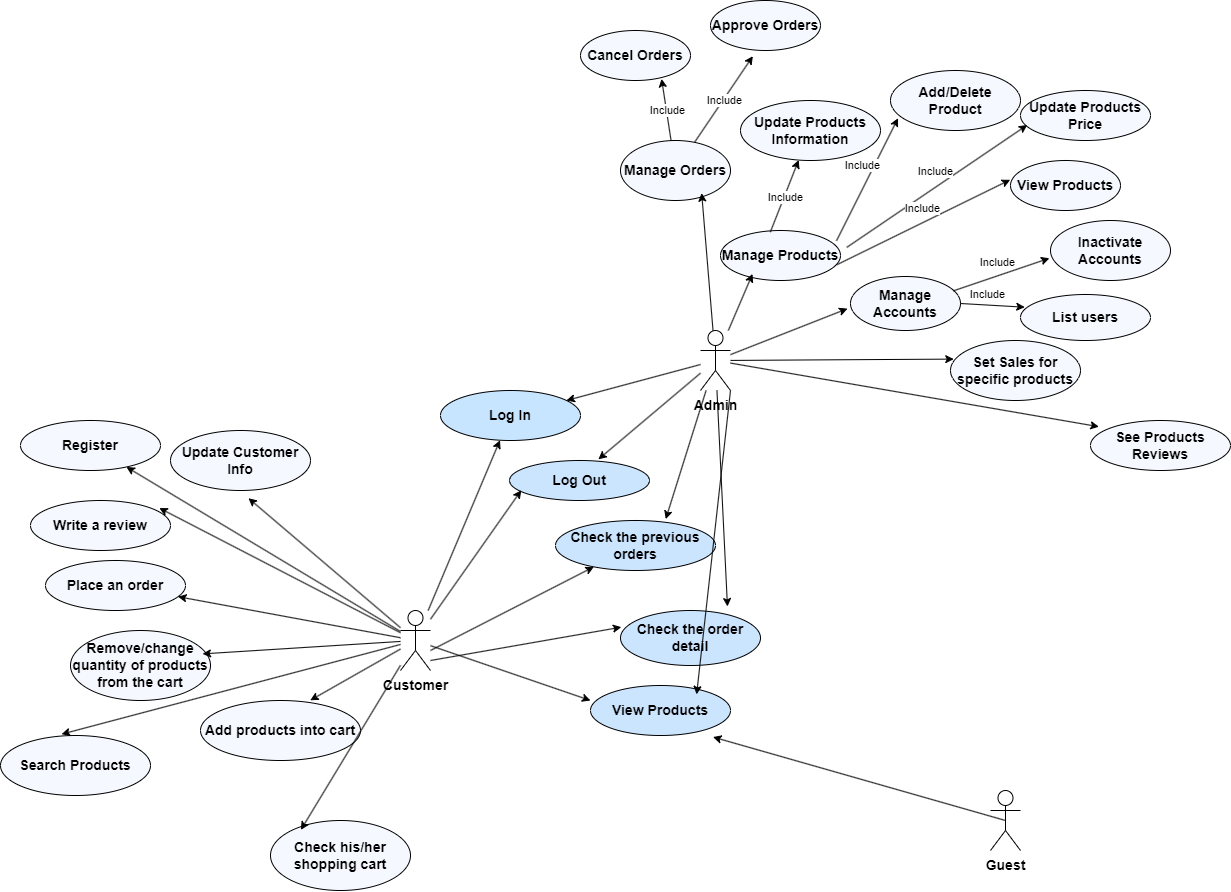 Approve Orders
Cancel Orders
Include
Include
Add/Delete
Product
Update Products
Price
Update Products
Information
Manage Orders
Include
Include
View Products
Include
Include
Manage Products
Inactivate
Accounts
Include
Manage
Accounts
Include
List users
Set Sales for
specific products
Admin
Log In
See Products
Reviews
Register
Update Customer
Info
Log Out
Write a review
Check the previous
orders
Place an order
Check the order
detail
Remove/change
quantity of products
from the cart
Customer
View Products
Add products into cart
Search Products
Check his/her
shopping cart
Guest